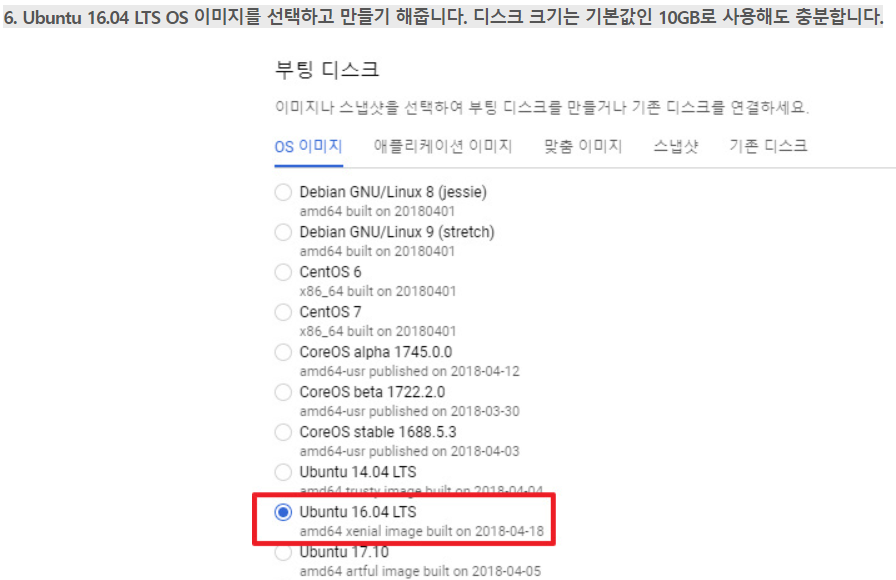 6. Ubuntu 16.04 LTS OS 이미지를 선택하고 만들기 해줍니다. 디스크 크기는 기본값인 10GB로 사용해도 충분합니다.
부팅 디스크
이미지나 스냅샷을 선택하여 부팅 디스크를 만들거나 기존 디스크를 연결하세요.
OS 이미지 애플리케이션 이미지 맞춤 이미지 스냅샷 기존 디스크
Debian GNU/Linux 8 (jessie)
amd64 built on 20180401
Debian GNU/Linux 9 (stretch)
amd64 built on 20180401
CentOS 6
x86_64 built on 20180401
CentOS 7
x86_64 built on 20180401
CoreOS alpha 1745.0.0
amd64-usr published on 2018-04-12
CoreOS beta 1722.2.0
amd64-usr published on 2018-03-30
CoreOS stable 1688.5.3
amd64-usr published on 2018-04-03
Ubuntu 14.04 LTS
amd64 trusty image built on 2018-04-04
Ubuntu 16.04 LTS
amd64 xenial image built on 2018-04-18
Ubuntu 17.10
amd64 artful image built on 2018-04-05